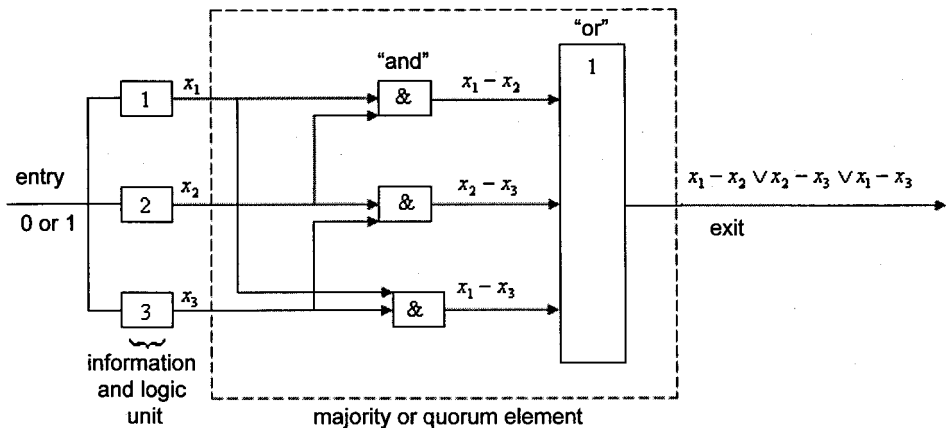 "or"
"and"
1
1
x₁
&
x₁ – x₂
entry
0 or 1
2
x₂
&
x₂ – x₃
x₁ – x₂ ∨ x₂ – x₃ ∨ x₁ – x₃
exit
3
x₃
&
x₁ – x₃
information
and logic
unit
majority or quorum element